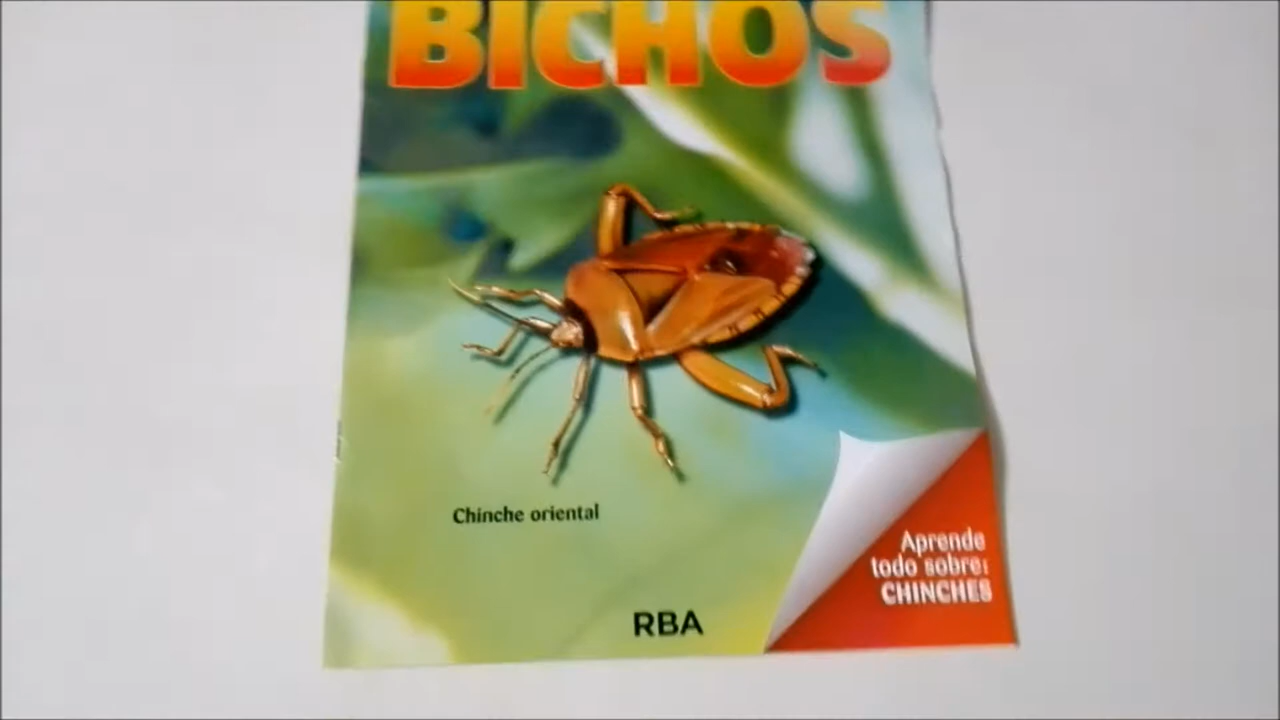 BICHOS
Chinche oriental
Aprende
todo sobre:
CHINCHES
RBA